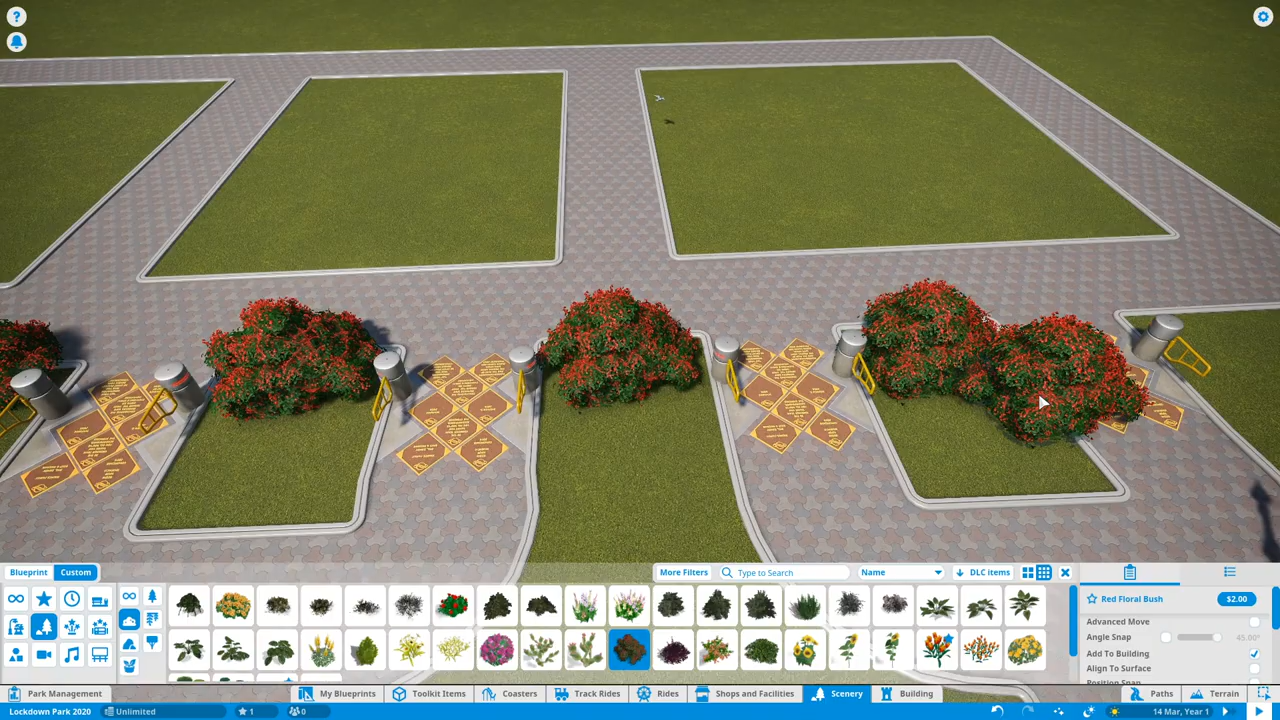 ?
Blueprint
Custom
More Filters
Type to Search
Name
DLC items
Red Floral Bush
$2.00
Advanced Move
Angle Snap
45.00°
Add To Building
Align To Surface
Park Management
My Blueprints
Toolkit Items
Coasters
Track Rides
Rides
Shops and Facilities
Scenery
Building
Paths
Terrain
Lockdown Park 2020
Unlimited
1
0
14 Mar, Year 1